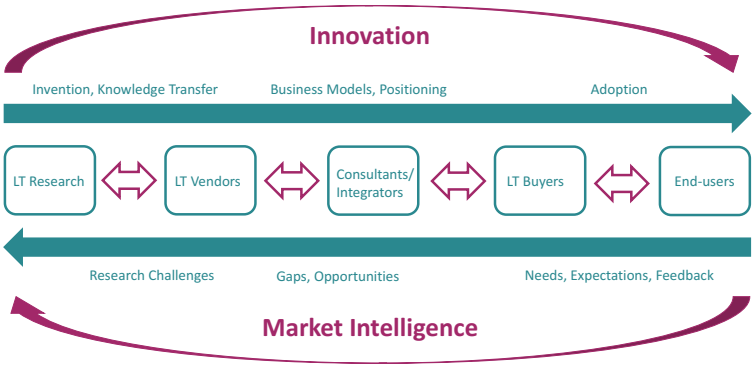 Innovation
Invention, Knowledge Transfer
Business Models, Positioning
Adoption
LT Research
LT Vendors
Consultants/
Integrators
LT Buyers
End-users
Research Challenges
Gaps, Opportunities
Needs, Expectations, Feedback
Market Intelligence